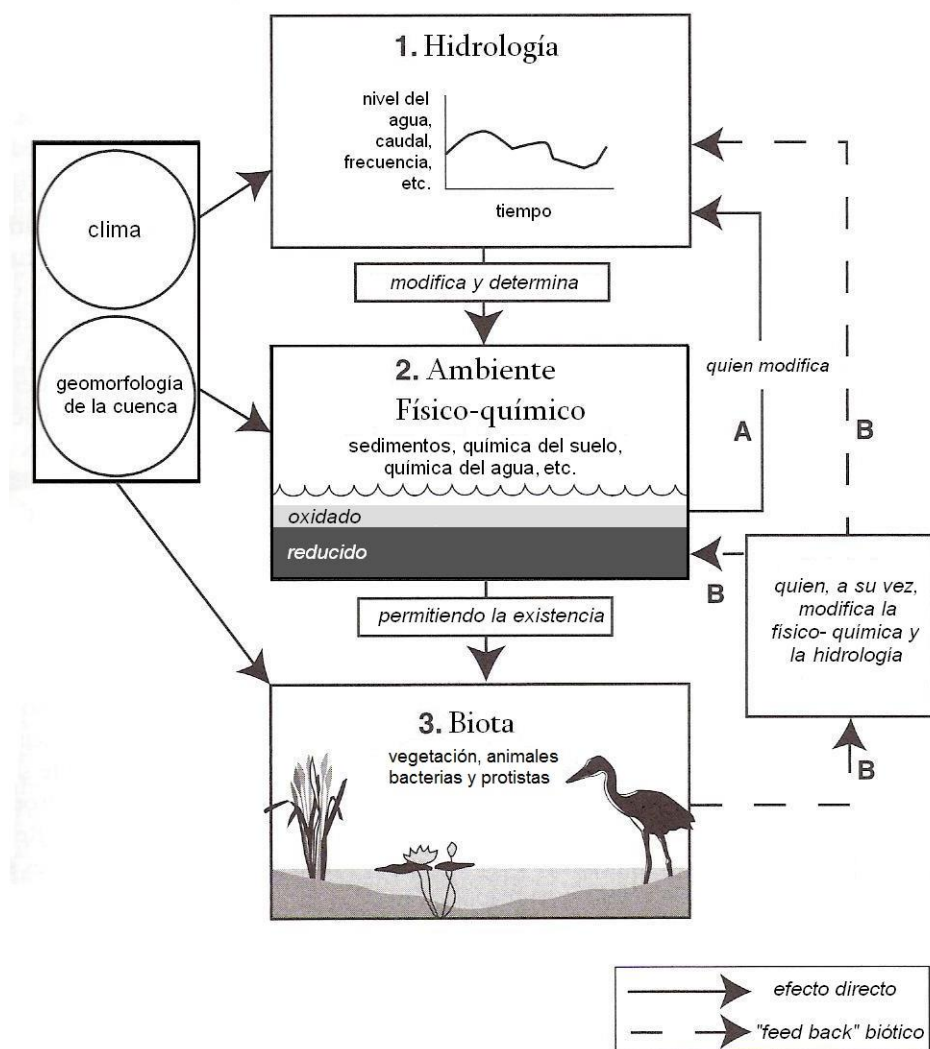 1. Hidrología
nivel del
agua,
caudal,
frecuencia,
etc.
tiempo
clima
geomorfología
de la cuenca
modifica y determina
2. Ambiente
Físico-químico
sedimentos, química del suelo,
química del agua, etc.
oxidado
reducido
quien modifica
A
B
B
permitiendo la existencia
quien, a su vez,
modifica la
físico- química y
la hidrología
B
3. Biota
vegetación, animales
bacterias y protistas
efecto directo
"feed back" biótico